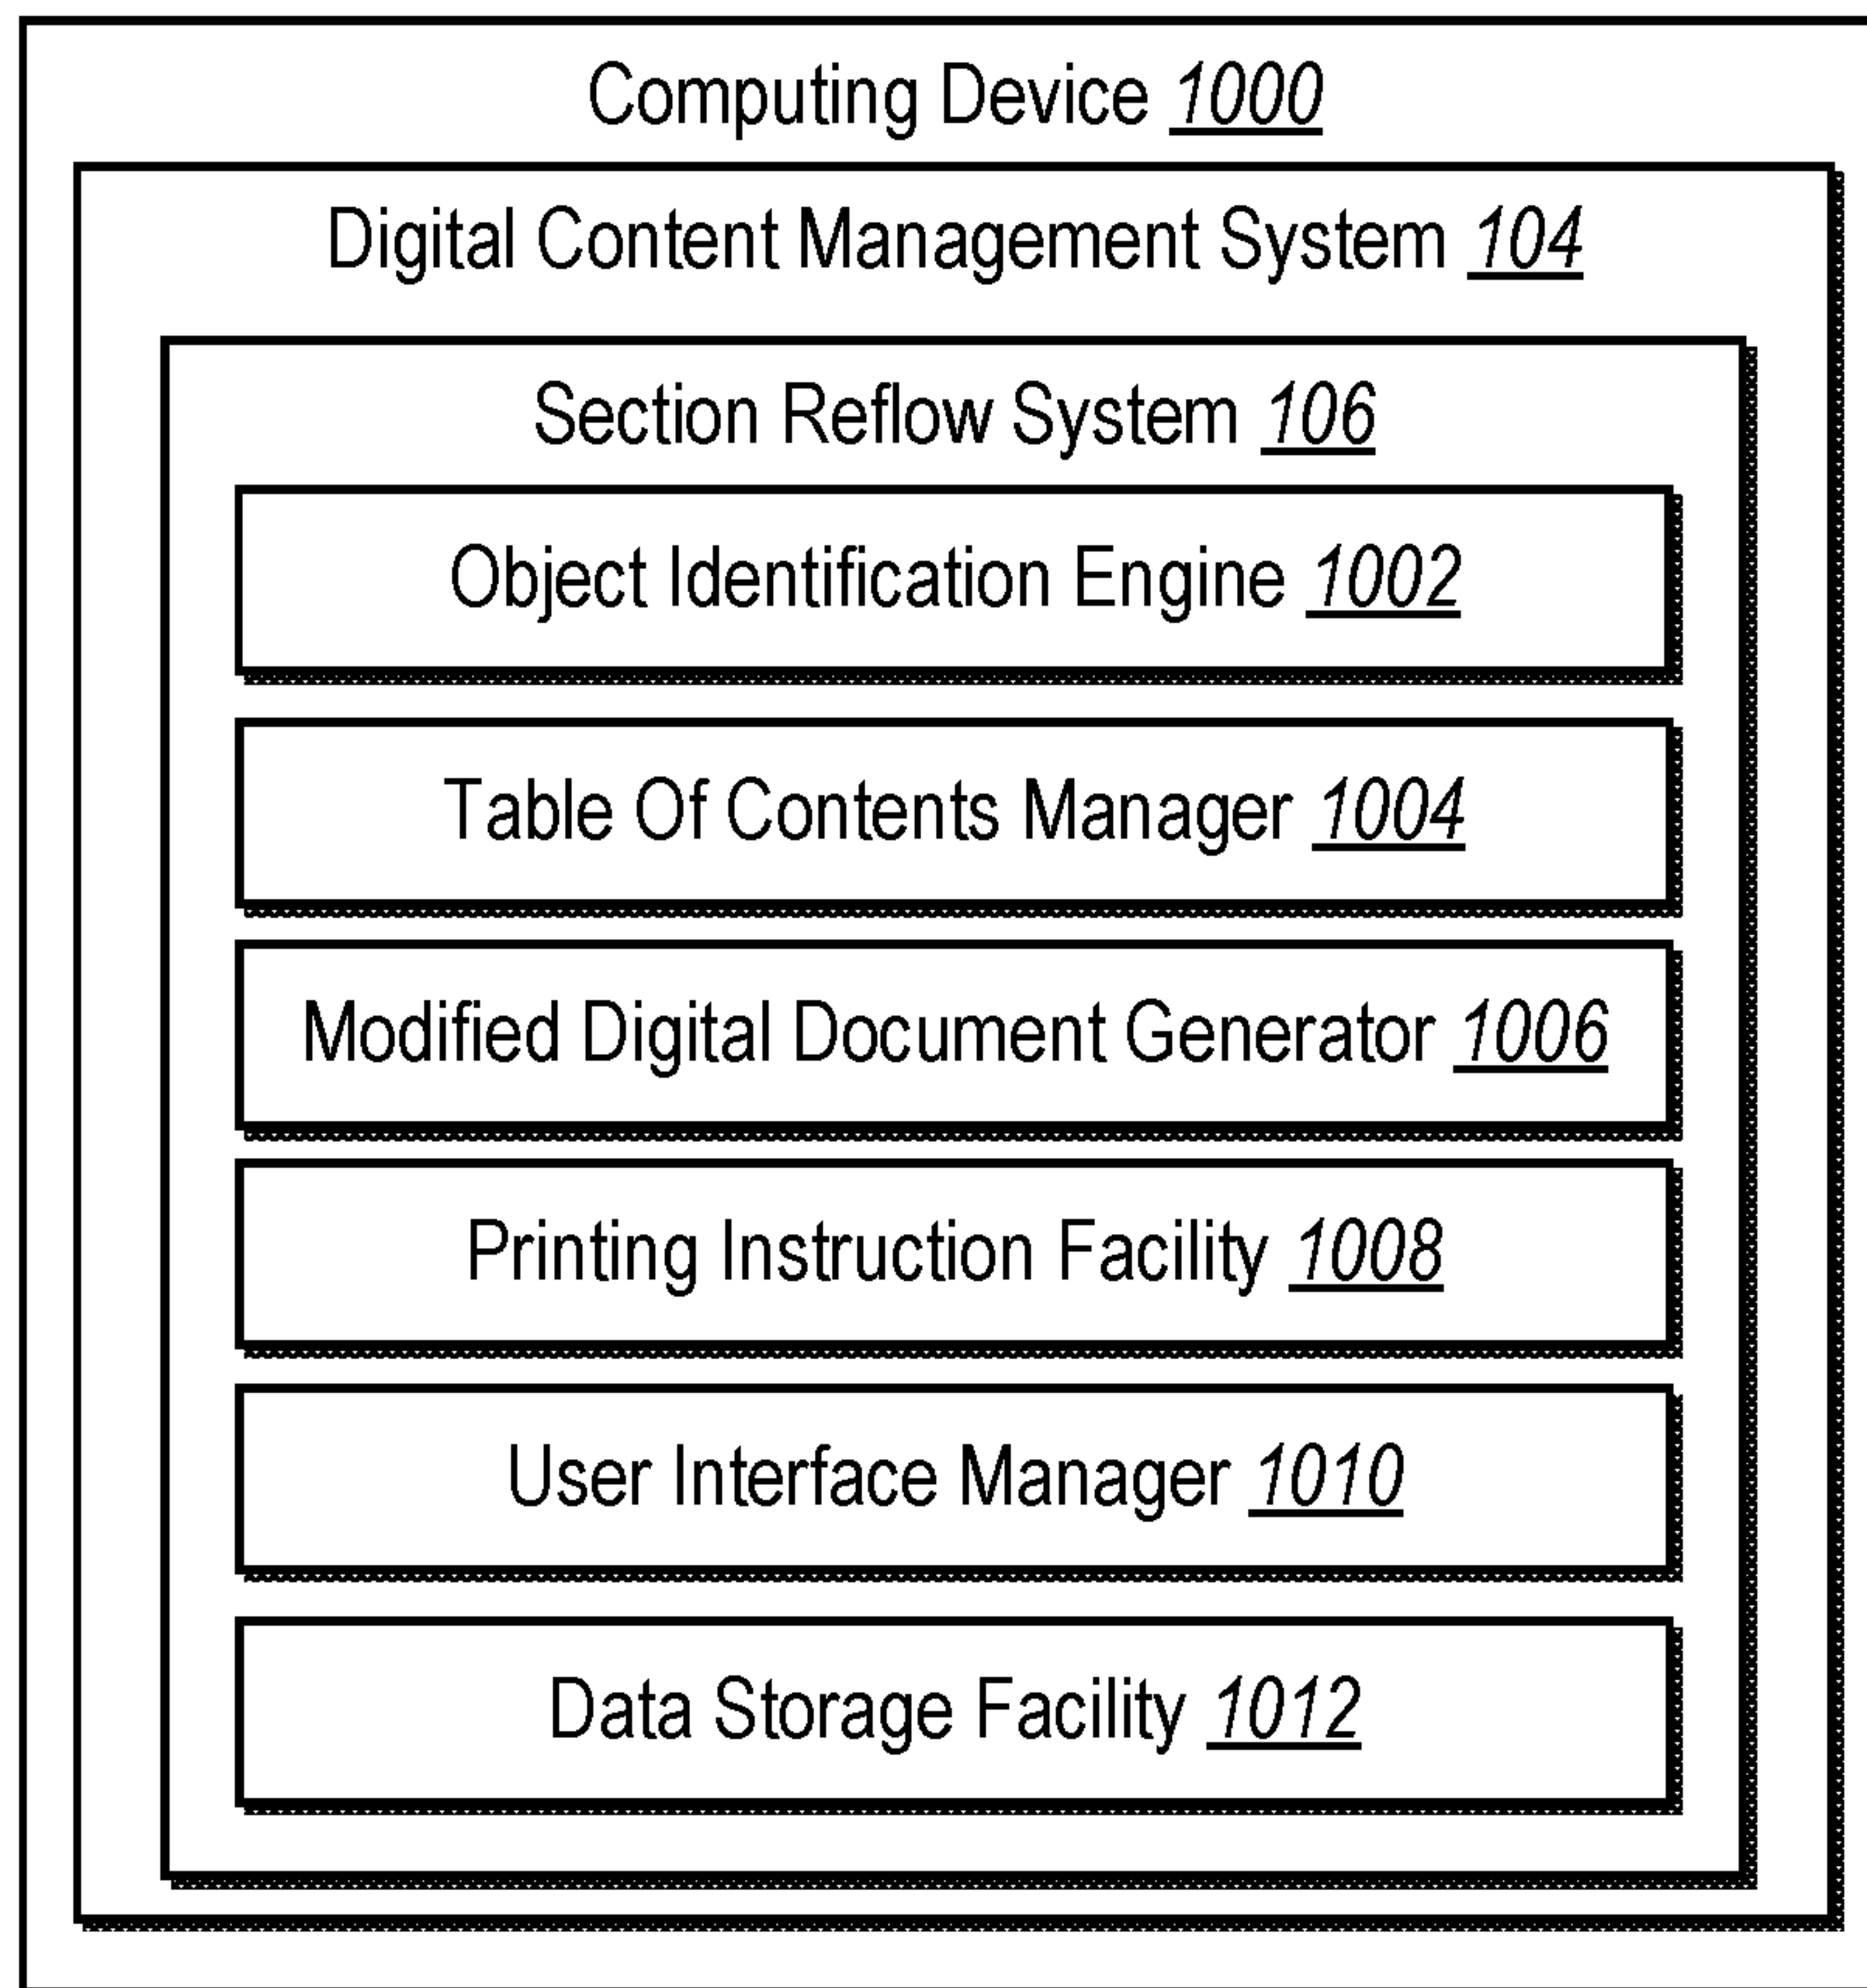 Computing Device 1000
Digital Content Management System 104
Section Reflow System 106
Object Identification Engine 1002
Table Of Contents Manager 1004
Modified Digital Document Generator 1006
Printing Instruction Facility 1008
User Interface Manager 1010
Data Storage Facility 1012